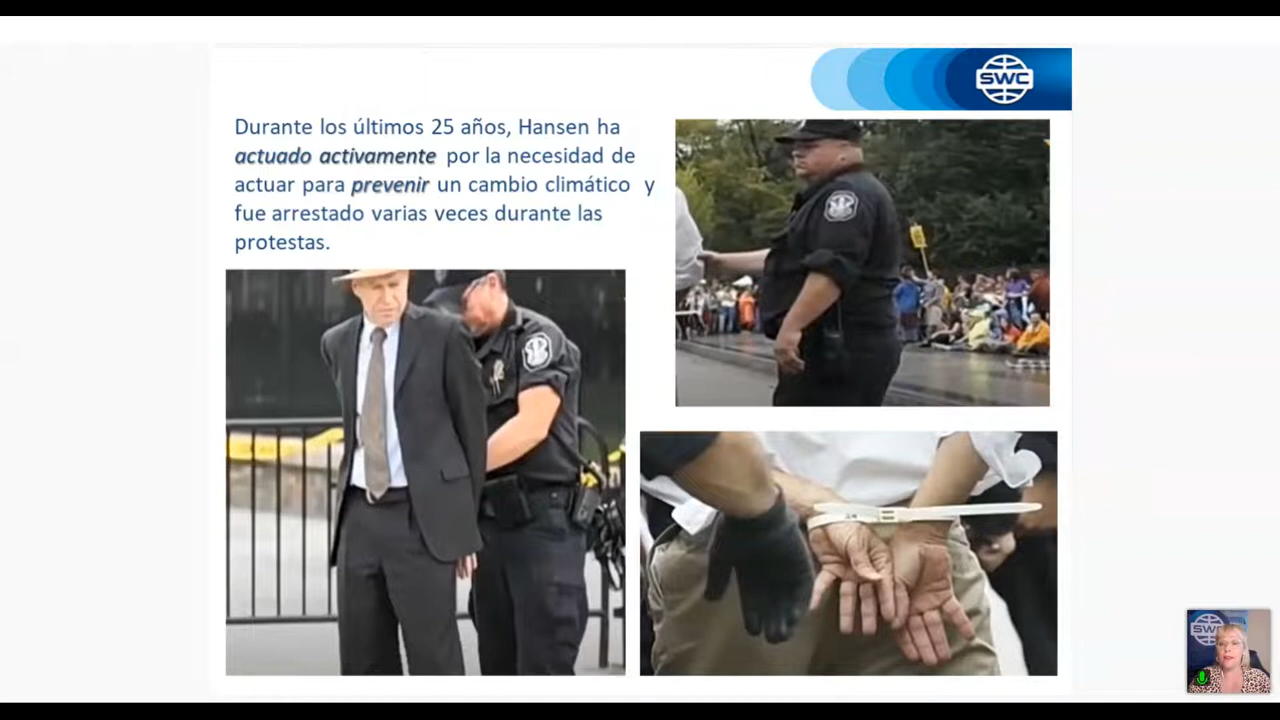 SWC
Durante los últimos 25 años, Hansen ha
actuado activamente por la necesidad de
actuar para prevenir un cambio climático y
fue arrestado varias veces durante las
protestas.
SWC